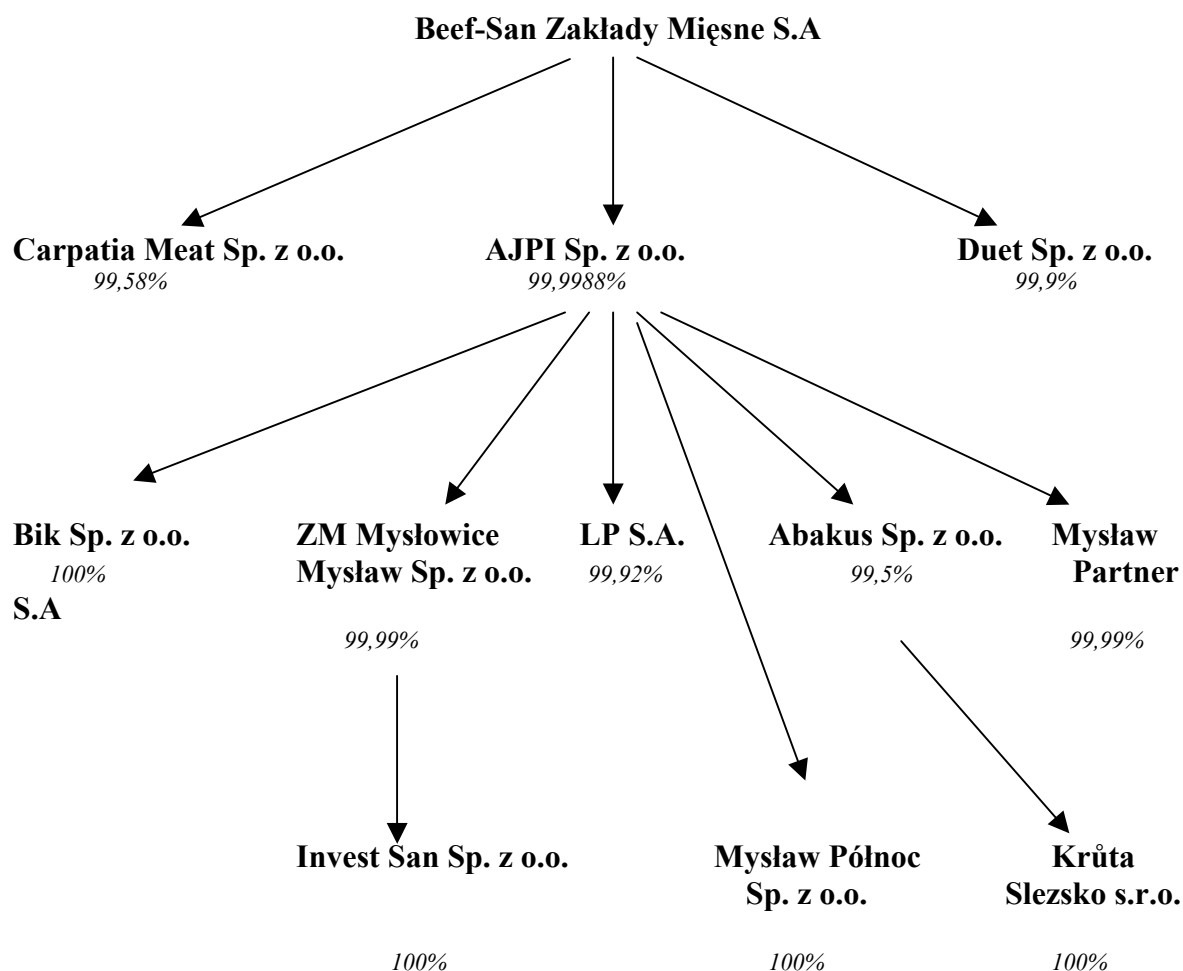 Beef-San Zakłady Mięsne S.A
Carpatia Meat Sp. z o.o.
99,58%
AJPI Sp. z o.o.
99,9988%
Duet Sp. z o.o.
99,9%
Bik Sp. z o.o.
100%
S.A
ZM Mysłowice
Mysław Sp. z o.o.
99,99%
LP S.A.
99,92%
Abakus Sp. z o.o.
99,5%
Mysław
Partner
99,99%
Invest San Sp. z o.o.
100%
Mysław Północ
Sp. z o.o.
100%
Krůta
Slezsko s.r.o.
100%